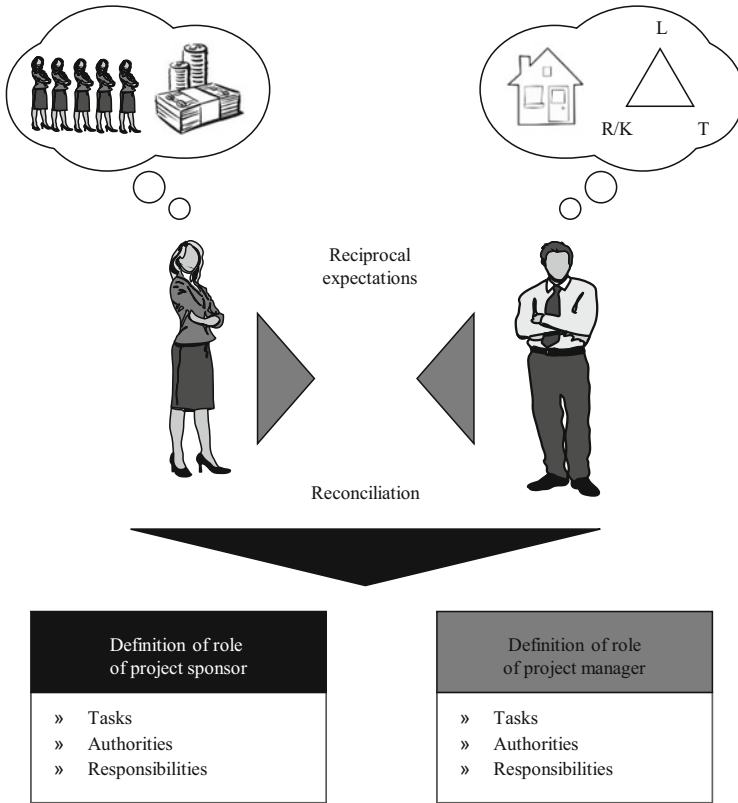 L
R/K T
Reciprocal
expectations
Reconciliation
Definition of role
of project sponsor
» Tasks
» Authorities
» Responsibilities
Definition of role
of project manager
» Tasks
» Authorities
» Responsibilities